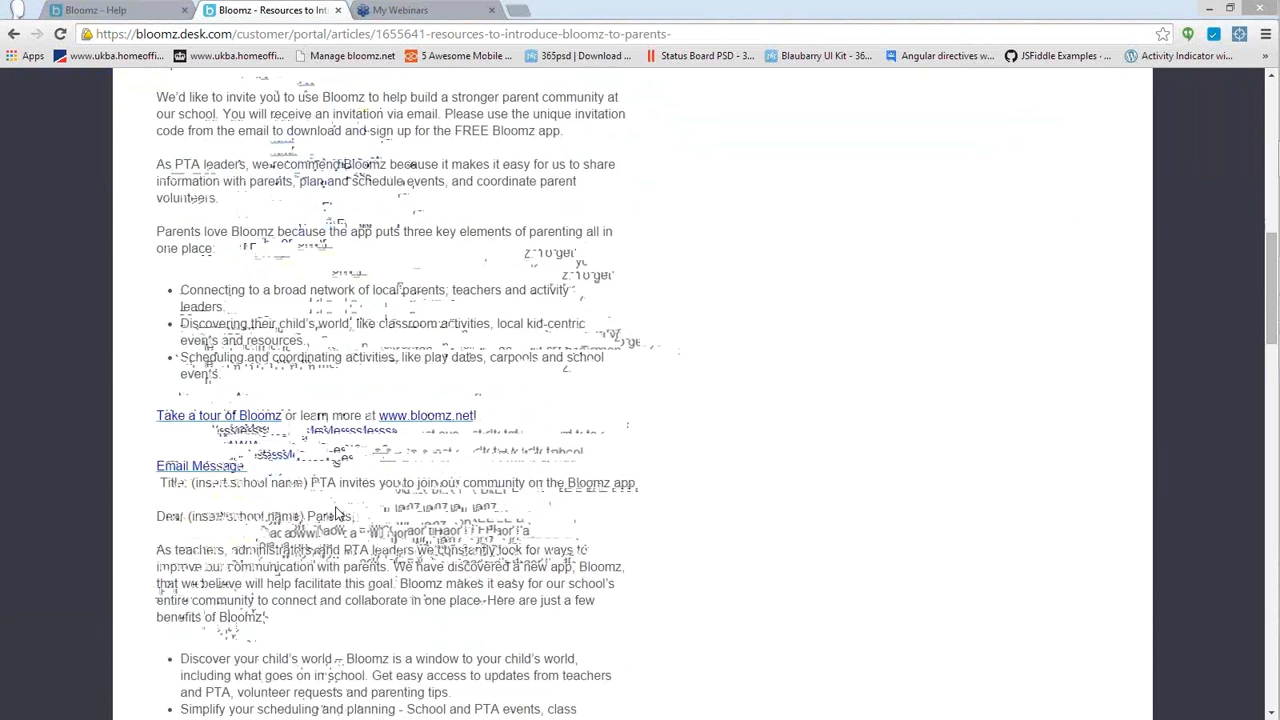 Bloomz - Help
Bloomz - Resources to Int
My Webinars
https://bloomz.desk.com/customer/portal/articles/1655641-resources-to-introduce-bloomz-to-parents-
Apps
www.ukba.homeoffi
www.ukba.homeoffi
Manage bloomz.net
5 Awesome Mobile ...
365psd | Download ...
Status Board PSD - 3...
Blaubarry UI Kit - 36...
Angular directives w...
JSFiddle Examples · ...
Activity Indicator wi...
»
We'd like to invite you to use Bloomz to help build a stronger parent community at
our school. You will receive an invitation via email. Please use the unique invitation
code from the email to download and sign up for the FREE Bloomz app.
As PTA leaders, we recommend Bloomz because it makes it easy for us to share
information with parents, plan and schedule events, and coordinate parent
volunteers.
Parents love Bloomz because the app puts three key elements of parenting all in
one place:
• Connecting to a broad network of local parents, teachers and activity
leaders.
• Discovering their child's world, like classroom activities, local kid-centric
events and resources.
• Scheduling and coordinating activities, like play dates, carpools and school
events.
Take a tour of Bloomz or learn more at www.bloomz.net!
Email Message
Title: (insert school name) PTA invites you to join our community on the Bloomz app
Dear (insert school name) Parents,
As teachers, administrators and PTA leaders we constantly look for ways to
improve our communication with parents. We have discovered a new app, Bloomz,
that we believe will help facilitate this goal. Bloomz makes it easy for our school's
entire community to connect and collaborate in one place. Here are just a few
benefits of Bloomz:
• Discover your child's world – Bloomz is a window to your child's world,
including what goes on in school. Get easy access to updates from teachers
and PTA, volunteer requests and parenting tips.
• Simplify your scheduling and planning - School and PTA events, class